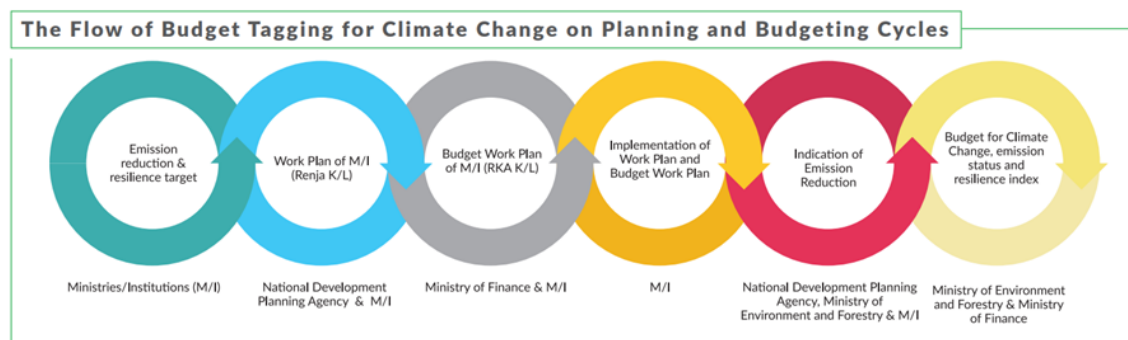 The Flow of Budget Tagging for Climate Change on Planning and Budgeting Cycles
Emission
reduction &
resilience target
Work Plan of M/I
(Renja K/L)
Budget Work Plan
of M/I (RKA K/L)
Implementation of
Work Plan and
Budget Work Plan
Indication of
Emission
Reduction
Budget for Climate
Change, emission
status and
resilience index
Ministries/Institutions (M/I)
National Development
Planning Agency & M/I
Ministry of Finance & M/I
M/I
National Development Planning
Agency, Ministry of
Environment and Forestry & M/I
Ministry of Environment
and Forestry & Ministry
of Finance